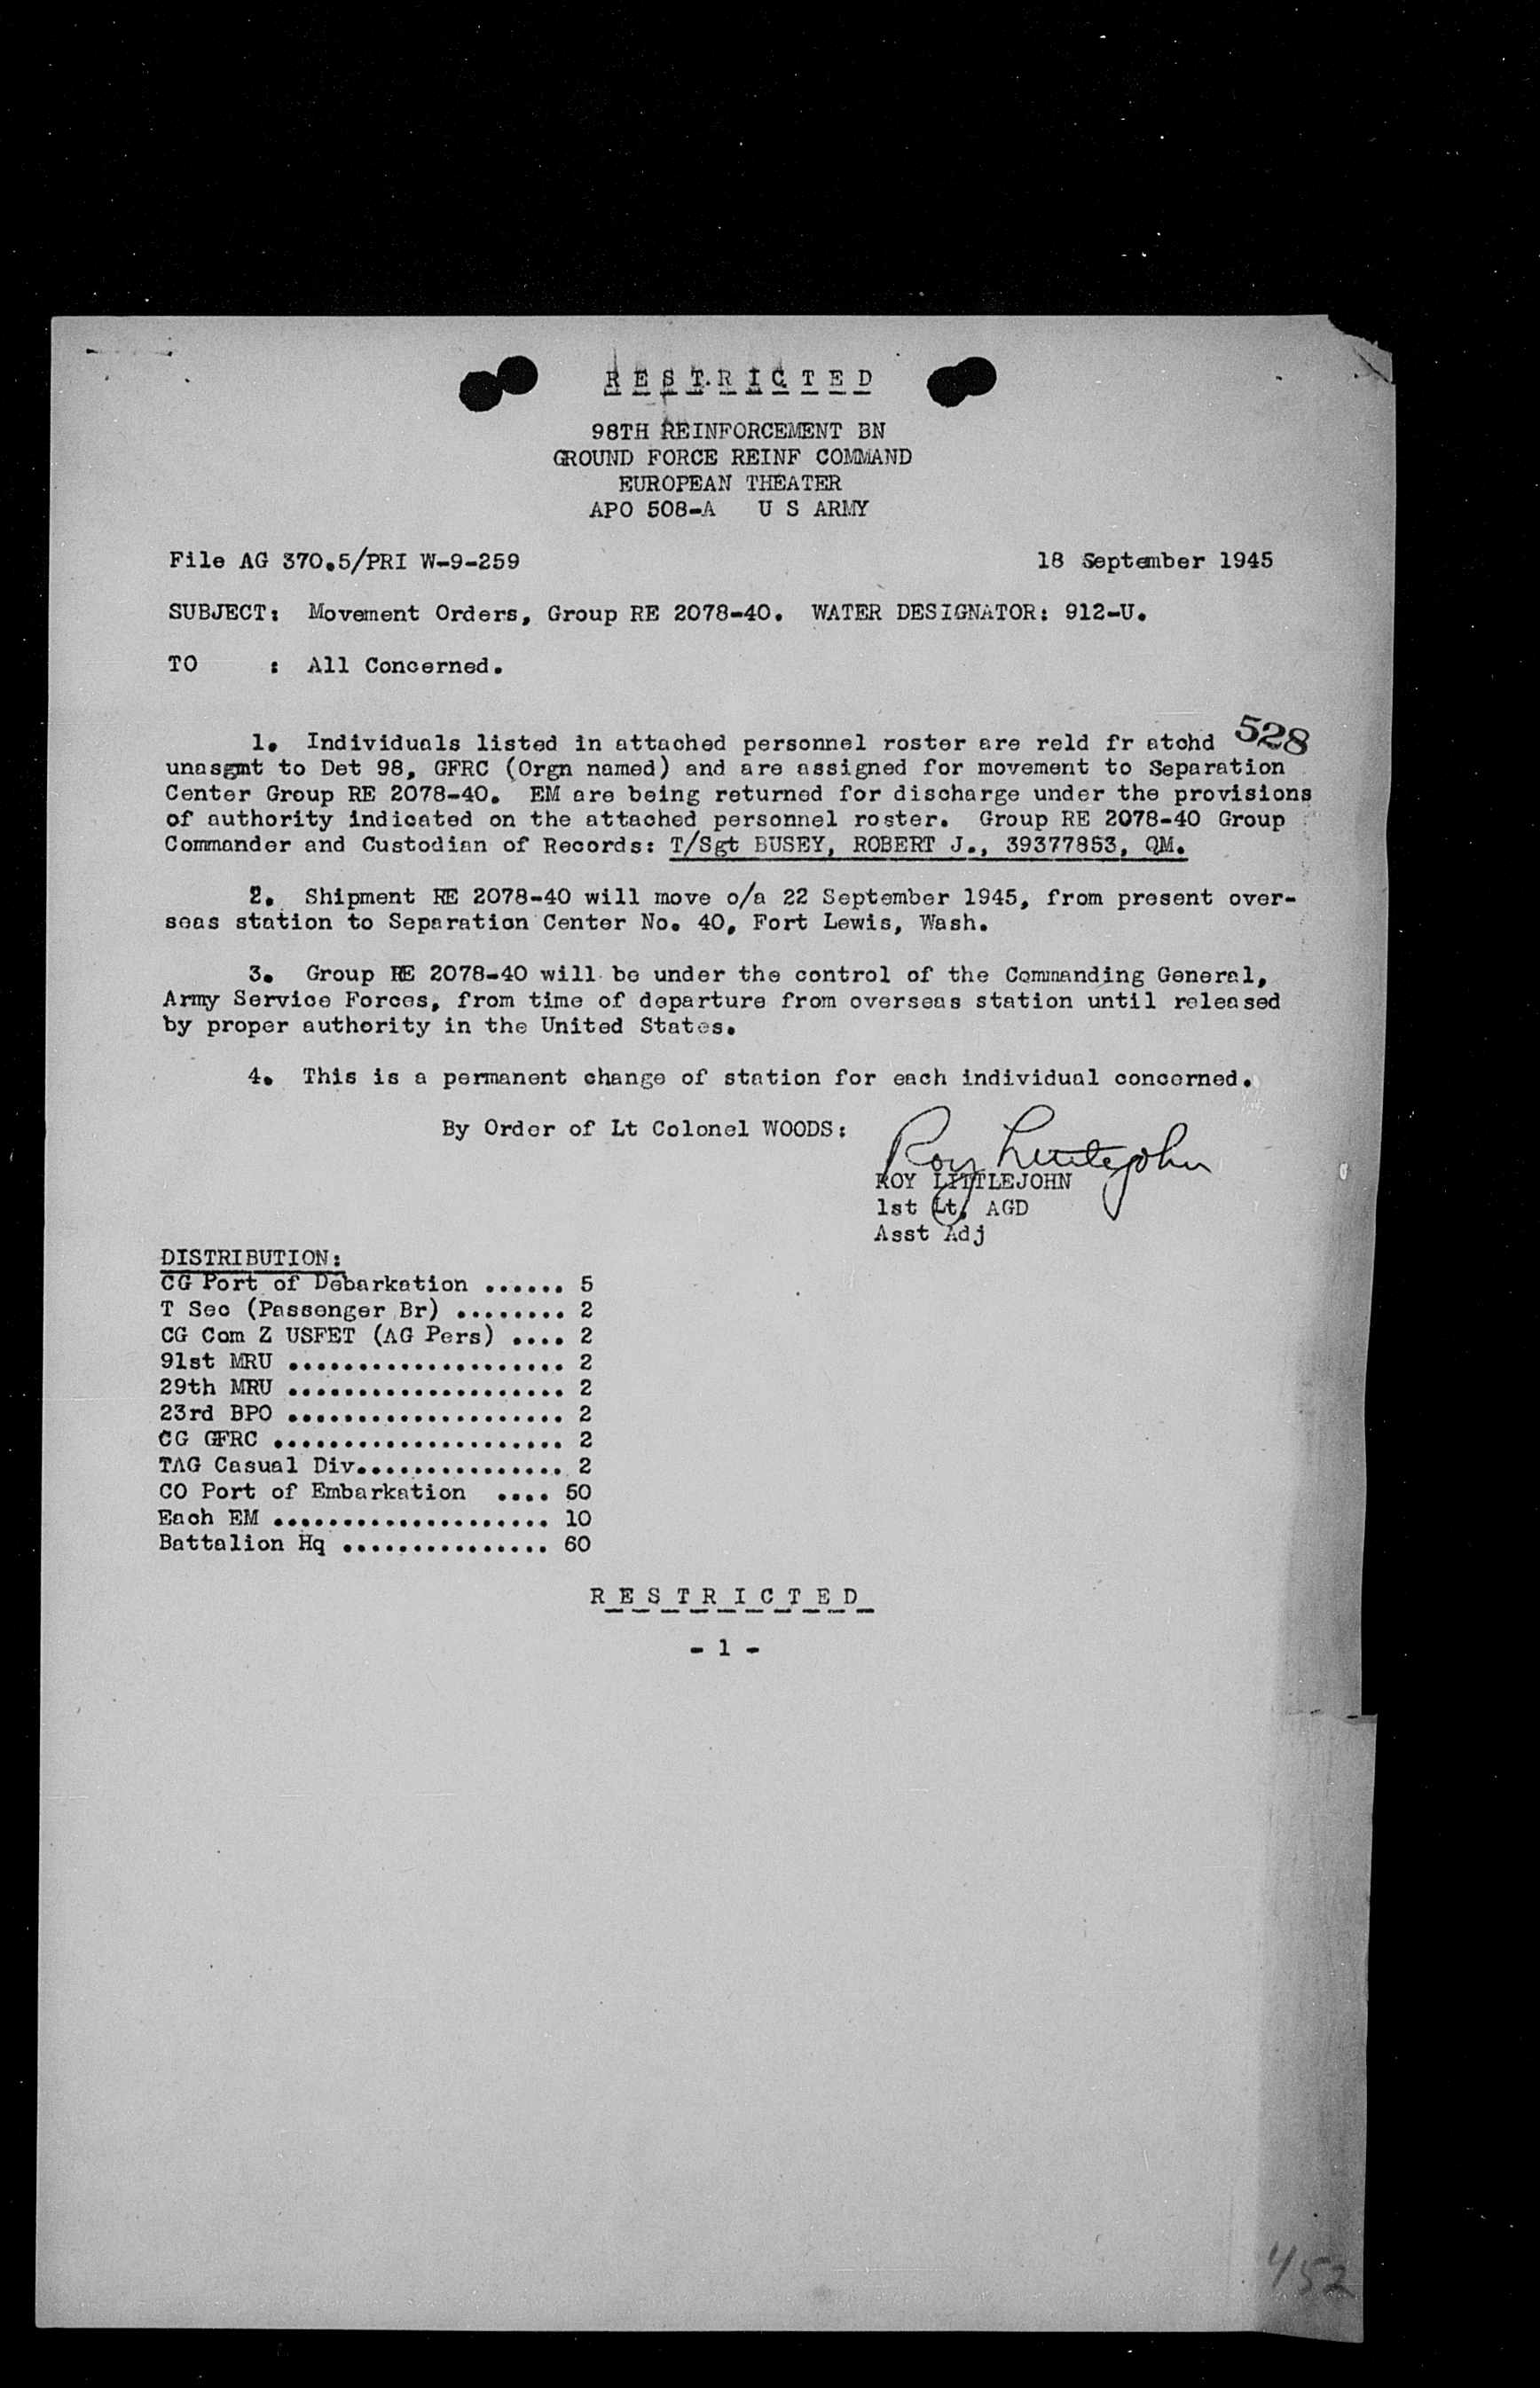 R E S T R I C T E D
98TH REINFORCEMENT BN
GROUND FORCE REINF COMMAND
EUROPEAN THEATER
APO 508-A U S ARMY
File AG 370.5/PRI W-9-259 18 September 1945
SUBJECT: Movement Orders, Group RE 2078-40. WATER DESIGNATOR: 912-U.
TO : All Concerned.
528
1. Individuals listed in attached personnel roster are reld fr atchd
unasgmt to Det 98, GFRC (Orgn named) and are assigned for movement to Separation
Center Group RE 2078-40. EM are being returned for discharge under the provisions
of authority indicated on the attached personnel roster. Group RE 2078-40 Group
Commander and Custodian of Records: T/Sgt BUSEY, ROBERT J., 39377853, QM.
2. Shipment RE 2078-40 will move o/a 22 September 1945, from present over-
seas station to Separation Center No. 40, Fort Lewis, Wash.
3. Group RE 2078-40 will be under the control of the Commanding General,
Army Service Forces, from time of departure from overseas station until released
by proper authority in the United States.
4. This is a permanent change of station for each individual concerned.
By Order of Lt Colonel WOODS:
Roy Littlejohn
ROY LITTLEJOHN
1st Lt, AGD
Asst Adj
DISTRIBUTION:
CG Port of Debarkation ...... 5
T Sec (Passenger Br) ........ 2
CG Com Z USFET (AG Pers) .... 2
91st MRU .................... 2
29th MRU .................... 2
23rd BPO .................... 2
CG GFRC ..................... 2
TAG Casual Div............... 2
CO Port of Embarkation .... 50
Each EM .................... 10
Battalion Hq ............... 60
R E S T R I C T E D
- 1 -
452